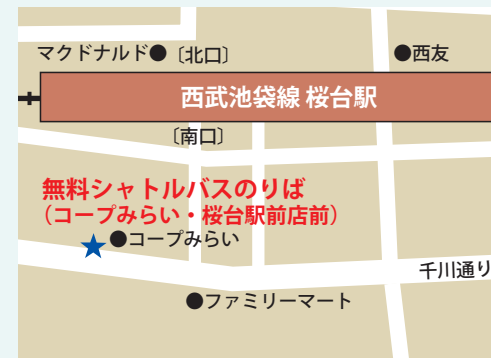 マクドナルド●〔北口〕
●西友
西武池袋線 桜台駅
〔南口〕
無料シャトルバスのりば
（コープみらい・桜台駅前店前）
★●コープみらい
千川通り
●ファミリーマート